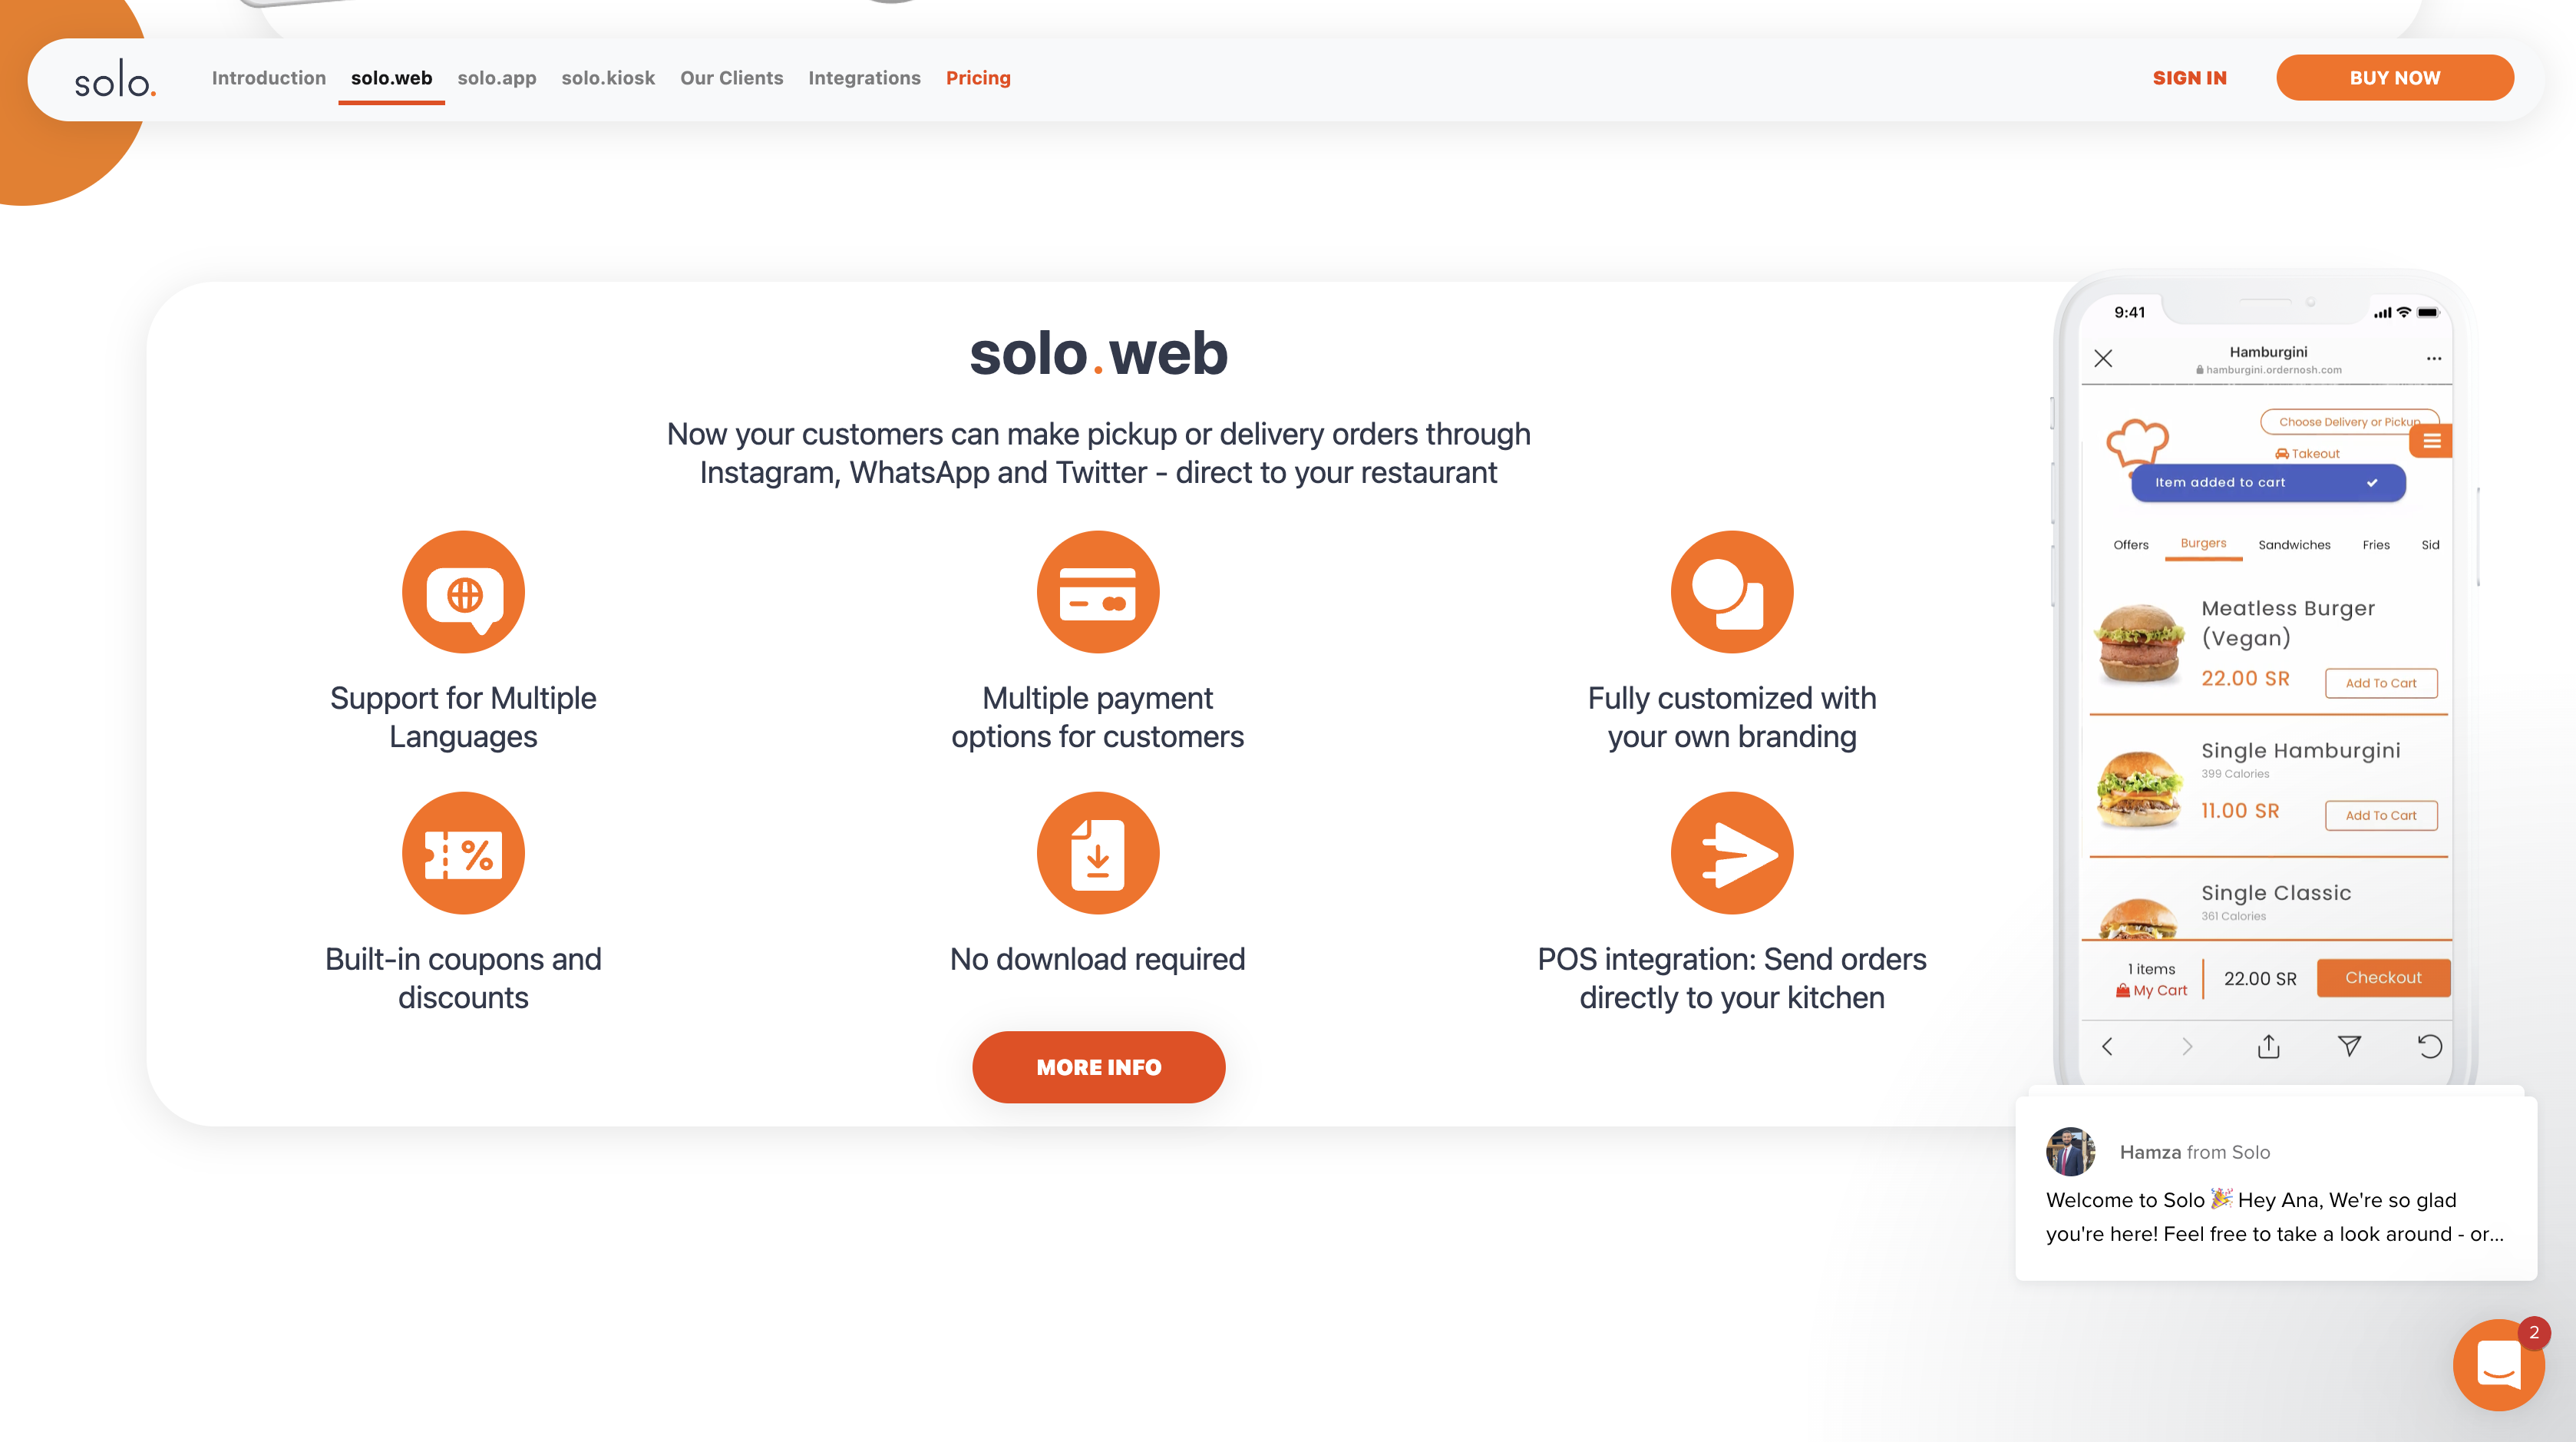 solo.
Introduction
solo.web
solo.app
solo.kiosk
Our Clients
Integrations
Pricing
SIGN IN
BUY NOW
solo.web
Now your customers can make pickup or delivery orders through
Instagram, WhatsApp and Twitter - direct to your restaurant
Support for Multiple
Languages
Multiple payment
options for customers
Fully customized with
your own branding
Built-in coupons and
discounts
No download required
POS integration: Send orders
directly to your kitchen
MORE INFO
9:41
Hamburgini
hamburgini.ordernosh.com
Choose Delivery or Pickup
Takeout
Item added to cart
Offers
Burgers
Sandwiches
Fries
Sid
Meatless Burger
(Vegan)
22.00 SR
Add To Cart
Single Hamburgini
399 Calories
11.00 SR
Add To Cart
Single Classic
361 Calories
1 items
My Cart
22.00 SR
Checkout
Hamza from Solo
Welcome to Solo 🎉 Hey Ana, We're so glad
you're here! Feel free to take a look around - or...
2